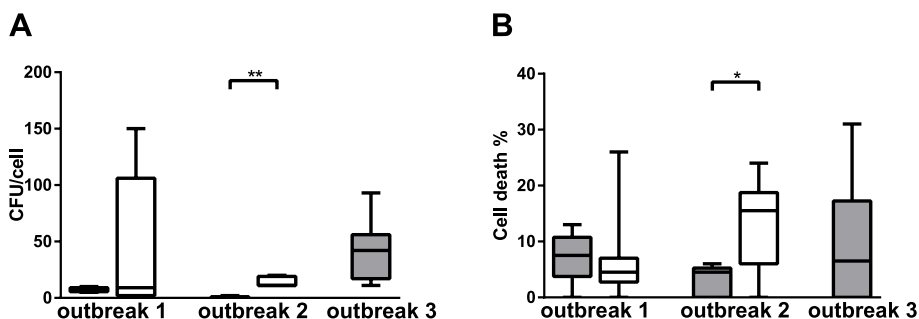 A
B
CFU/cell
200
150
100
50
0
**
outbreak 1
outbreak 2
outbreak 3
Cell death %
40
30
20
10
0
*
outbreak 1
outbreak 2
outbreak 3